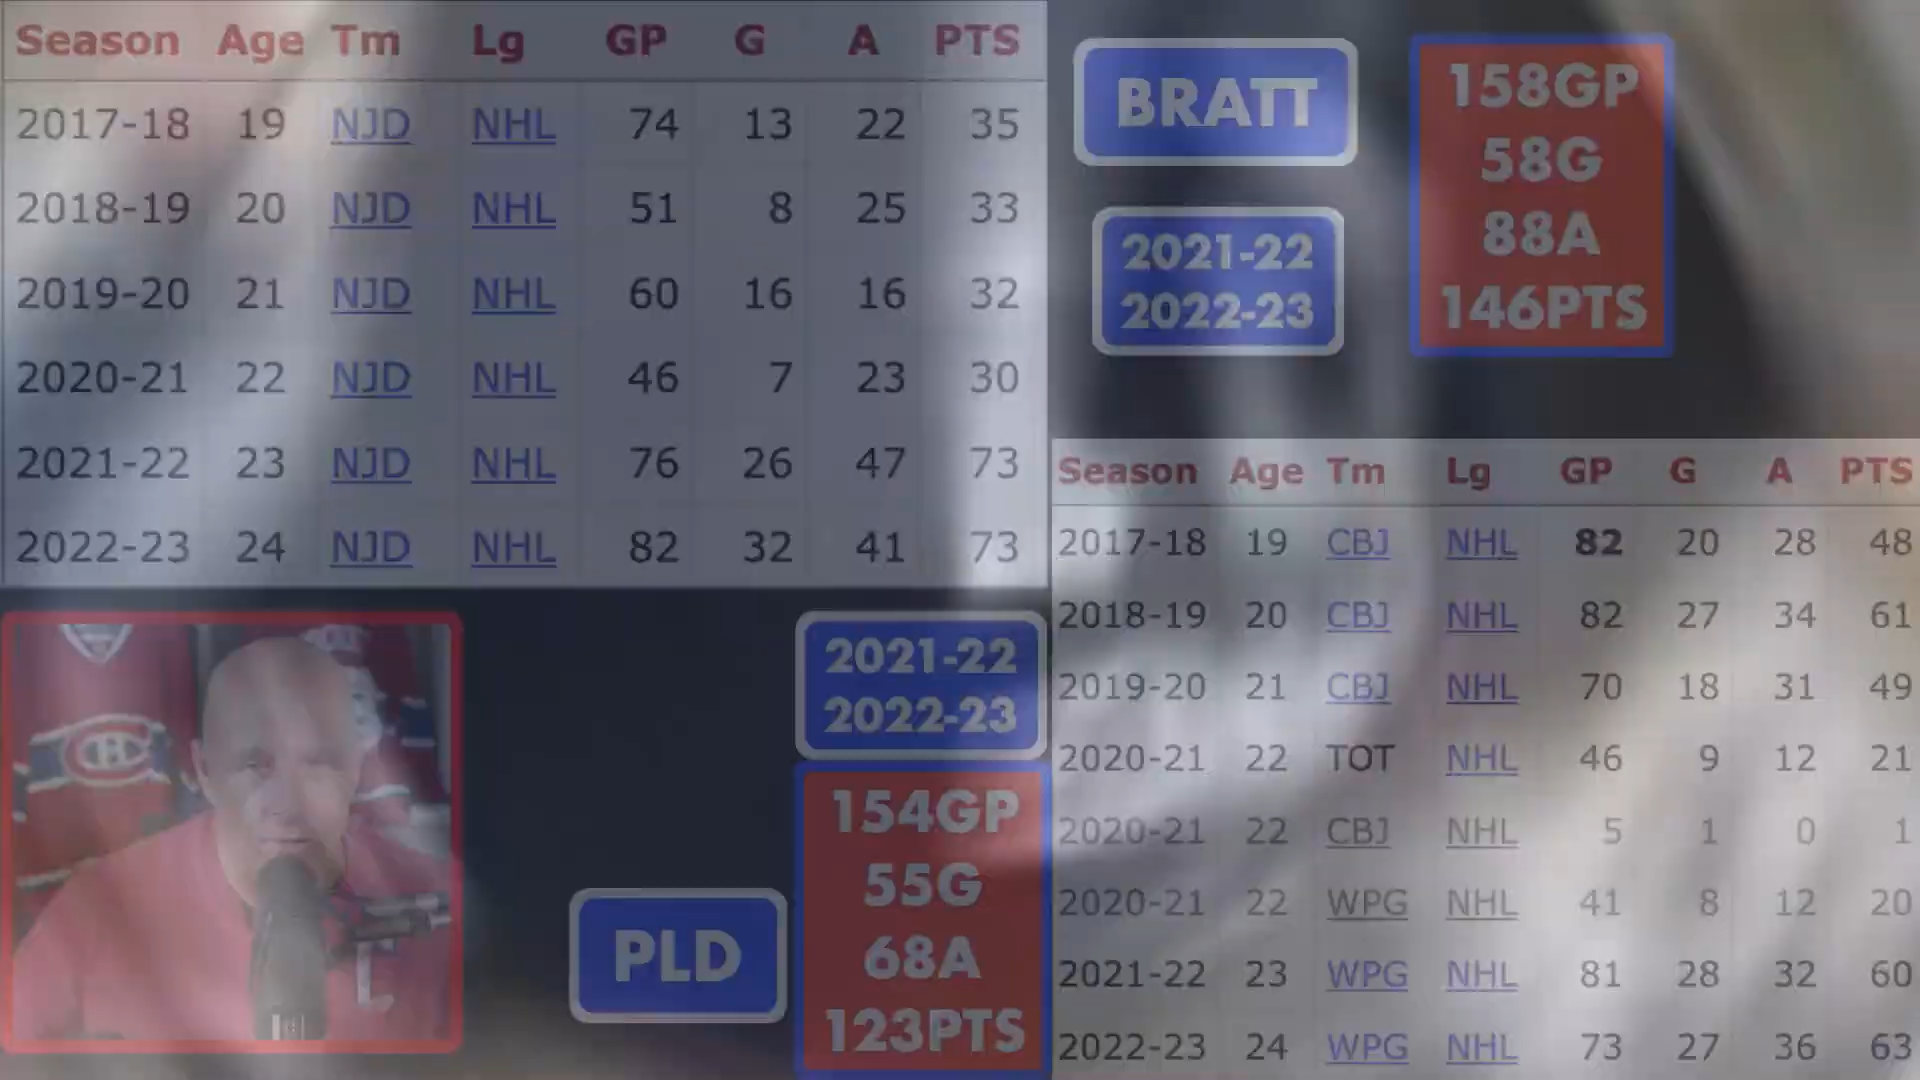 Season Age Tm Lg GP G A PTS
2017-18 19 NJD NHL 74 13 22 35
2018-19 20 NJD NHL 51 8 25 33
2019-20 21 NJD NHL 60 16 16 32
2020-21 22 NJD NHL 46 7 23 30
2021-22 23 NJD NHL 76 26 47 73
2022-23 24 NJD NHL 82 32 41 73
BRATT
2021-22
2022-23
158GP
58G
88A
146PTS
2021-22
2022-23
PLD
154GP
55G
68A
123PTS
Season Age Tm Lg GP G A PTS
2017-18 19 CBJ NHL 82 20 28 48
2018-19 20 CBJ NHL 82 27 34 61
2019-20 21 CBJ NHL 70 18 31 49
2020-21 22 TOT NHL 46 9 12 21
2020-21 22 CBJ NHL 5 1 0 1
2020-21 22 WPG NHL 41 8 12 20
2021-22 23 WPG NHL 81 28 32 60
2022-23 24 WPG NHL 73 27 36 63